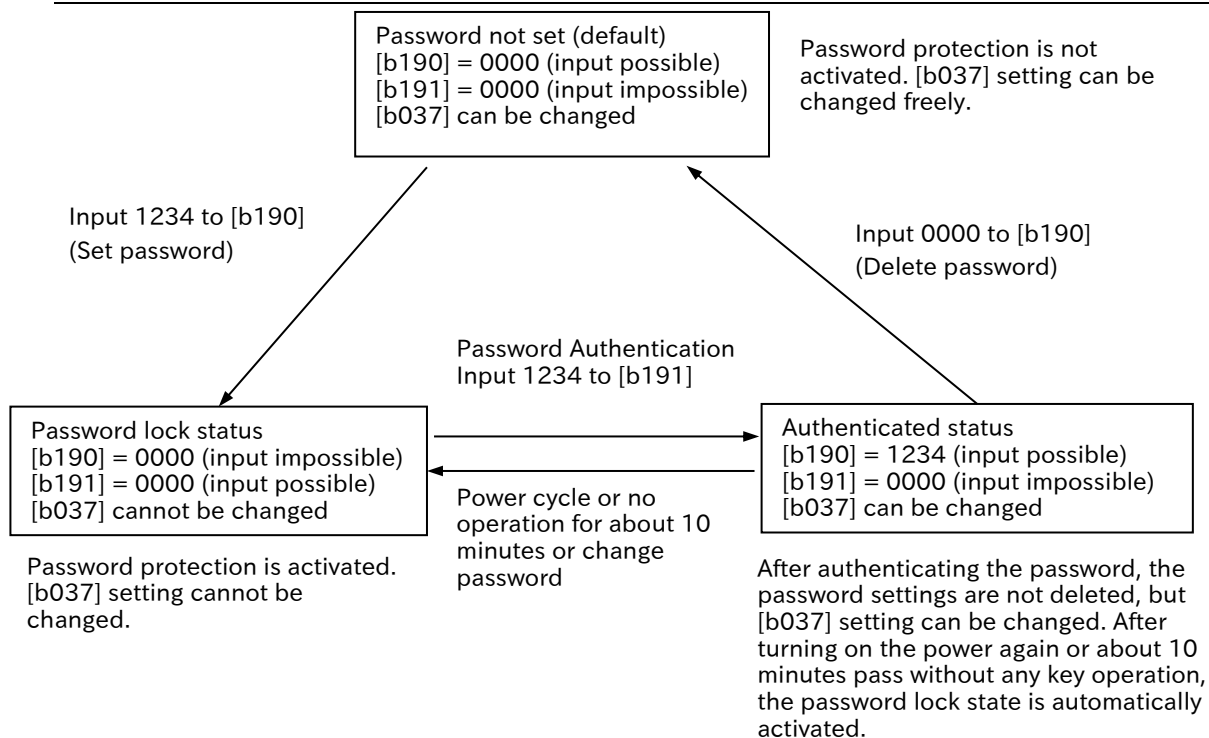 Password not set (default)
[b190] = 0000 (input possible)
[b191] = 0000 (input impossible)
[b037] can be changed
Password protection is not
activated. [b037] setting can be
changed freely.
Input 1234 to [b190]
(Set password)
Input 0000 to [b190]
(Delete password)
Password Authentication
Input 1234 to [b191]
Password lock status
[b190] = 0000 (input impossible)
[b191] = 0000 (input possible)
[b037] cannot be changed
Power cycle or no
operation for about 10
minutes or change
password
Authenticated status
[b190] = 1234 (input possible)
[b191] = 0000 (input impossible)
[b037] can be changed
Password protection is activated.
[b037] setting cannot be
changed.
After authenticating the password, the
password settings are not deleted, but
[b037] setting can be changed. After
turning on the power again or about 10
minutes pass without any key operation,
the password lock state is automatically
activated.